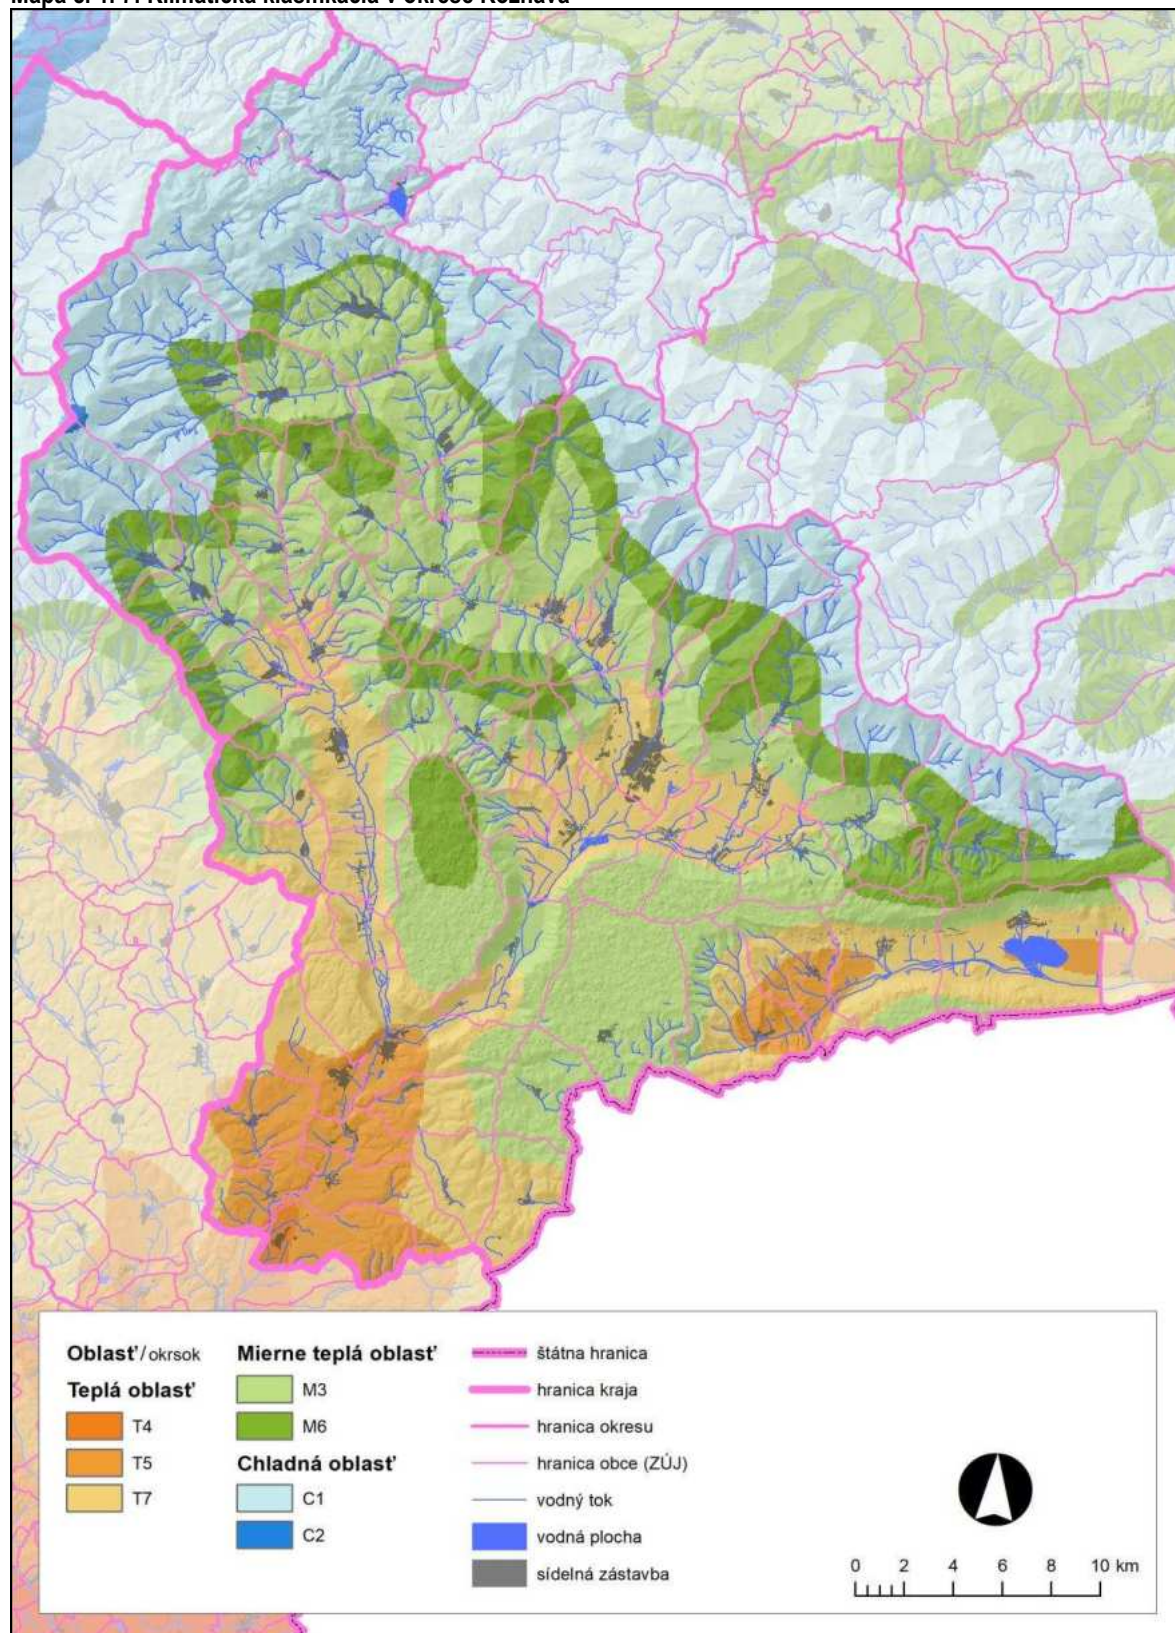 Mapa č. 1. 7: Klimatická klasifikácia v okrese Rožňava
Oblasť/okrsok
Teplá oblasť
T4
T5
T7
Mierne teplá oblasť
M3
M6
Chladná oblasť
C1
C2
štátna hranica
hranica kraja
hranica okresu
hranica obce (ZÚJ)
vodný tok
vodná plocha
sídelná zástavba
0 2 4 6 8 10 km